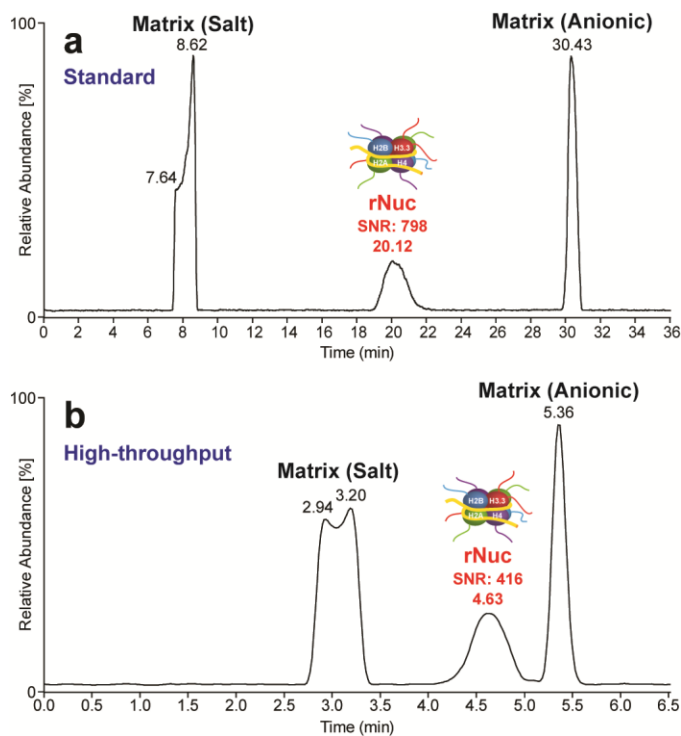 100
a
Standard
Matrix (Salt)
8.62
7.64
Matrix (Anionic)
30.43
H2B
H3.3
H2A
H4
rNuc
SNR: 798
20.12
Relative Abundance [%]
0
0 2 4 6 8 10 12 14 16 18 20 22 24 26 28 30 32 34 36
Time (min)
100
b
High-throughput
Matrix (Salt)
2.94
3.20
Matrix (Anionic)
5.36
H2B
H3.3
H2A
H4
rNuc
SNR: 416
4.63
Relative Abundance [%]
0
0.0 0.5 1.0 1.5 2.0 2.5 3.0 3.5 4.0 4.5 5.0 5.5 6.0 6.5
Time (min)